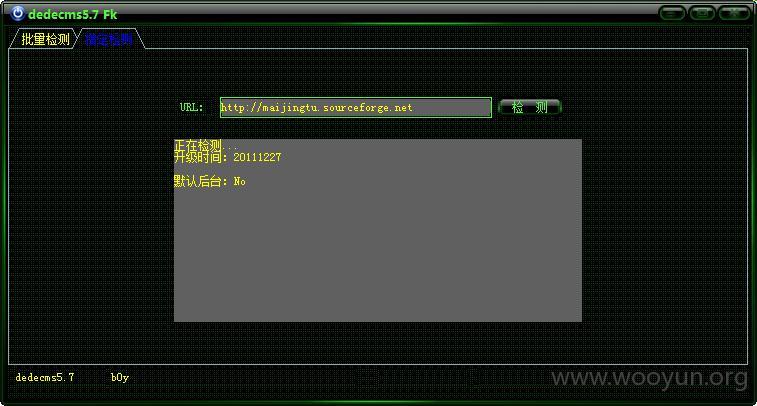 dedecms5.7 Fk
批量检测 指定检测
URL: http://maijingtu.sourceforge.net 检 测
正在检测...
升级时间: 20111227
默认后台: No
dedecms5.7 b0y
www.wooyun.org